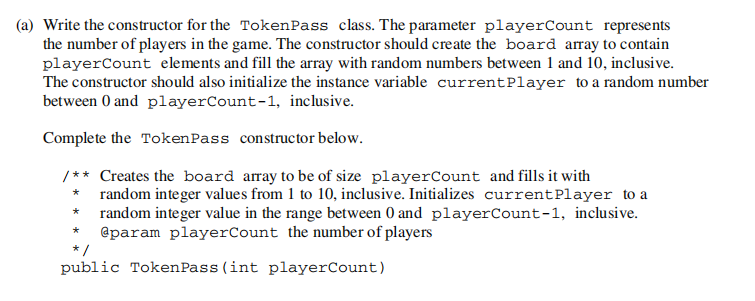 (a) Write the constructor for the TokenPass class. The parameter playerCount represents
the number of players in the game. The constructor should create the board array to contain
playerCount elements and fill the array with random numbers between 1 and 10, inclusive.
The constructor should also initialize the instance variable currentPlayer to a random number
between 0 and playerCount-1, inclusive.
Complete the TokenPass constructor below.
/** Creates the board array to be of size playerCount and fills it with
* random integer values from 1 to 10, inclusive. Initializes currentPlayer to a
* random integer value in the range between 0 and playerCount-1, inclusive.
* @param playerCount the number of players
*/
public TokenPass(int playerCount)